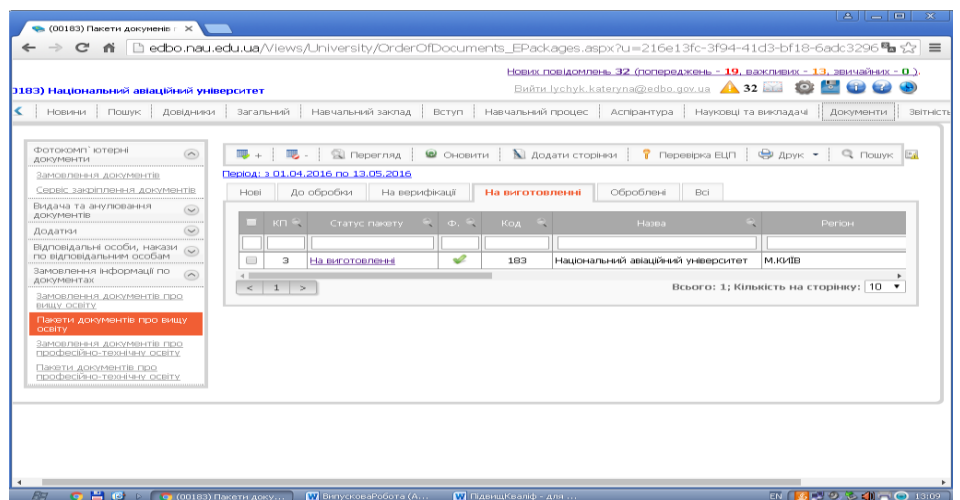 (00183) Пакети документів
edbo.nau.edu.ua/Views/University/OrderOfDocuments_EPackages.aspx?u=216e13fc-3f94-41d3-bf18-6adc3296
Нових повідомлень 32 (попереджень - 19, важливих - 13, звичайних - 0 ).
0183) Національний авіаційний університет
Вийти lychyk.kateryna@edbo.gov.ua 32
Новини Пошук Довідники Загальний Навчальний заклад Вступ Навчальний процес Аспірантура Науковці та викладачі Документи Звітність
Фотокомп`ютерні
документи
Замовлення документів
Сервіс закріплення документів
Видача та анулювання
документів
Додатки
Відповідальні особи, накази
по відповідальним особам
Замовлення інформації по
документах
Замовлення документів про
вищу освіту
Пакети документів про вищу
освіту
Замовлення документів про
професійно-технічну освіту
Пакети документів про
професійно-технічну освіту
+ - Перегляд Оновити Додати сторінки Перевірка ЕЦП Друк Пошук
Період: з 01.04.2016 по 13.05.2016
Нові До обробки На верифікації На виготовленні Оброблені Всі
КП Статус пакету Ф. Код Назва Регіон
3 На виготовленні 183 Національний авіаційний університет М.КИЇВ
< 1 > Всього: 1; Кількість на сторінку: 10
(00183) Пакети доку... ВипусковаРобота (А... ПідвищКваліф - для ... EN 13:09